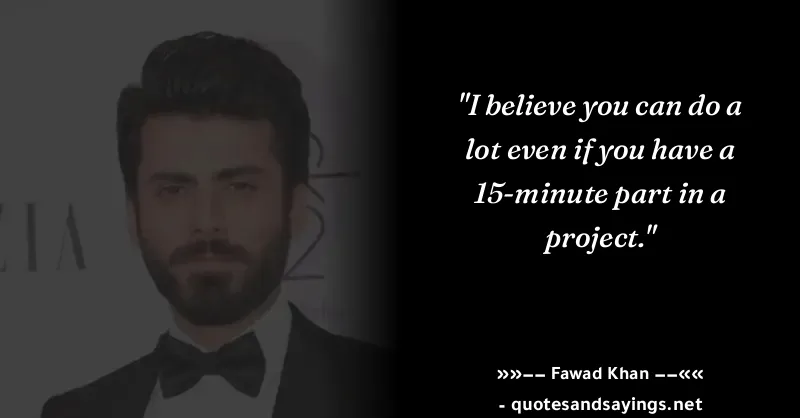 "I believe you can do a
lot even if you have a
15-minute part in a
project."
»»−− Fawad Khan −−««
- quotesandsayings.net